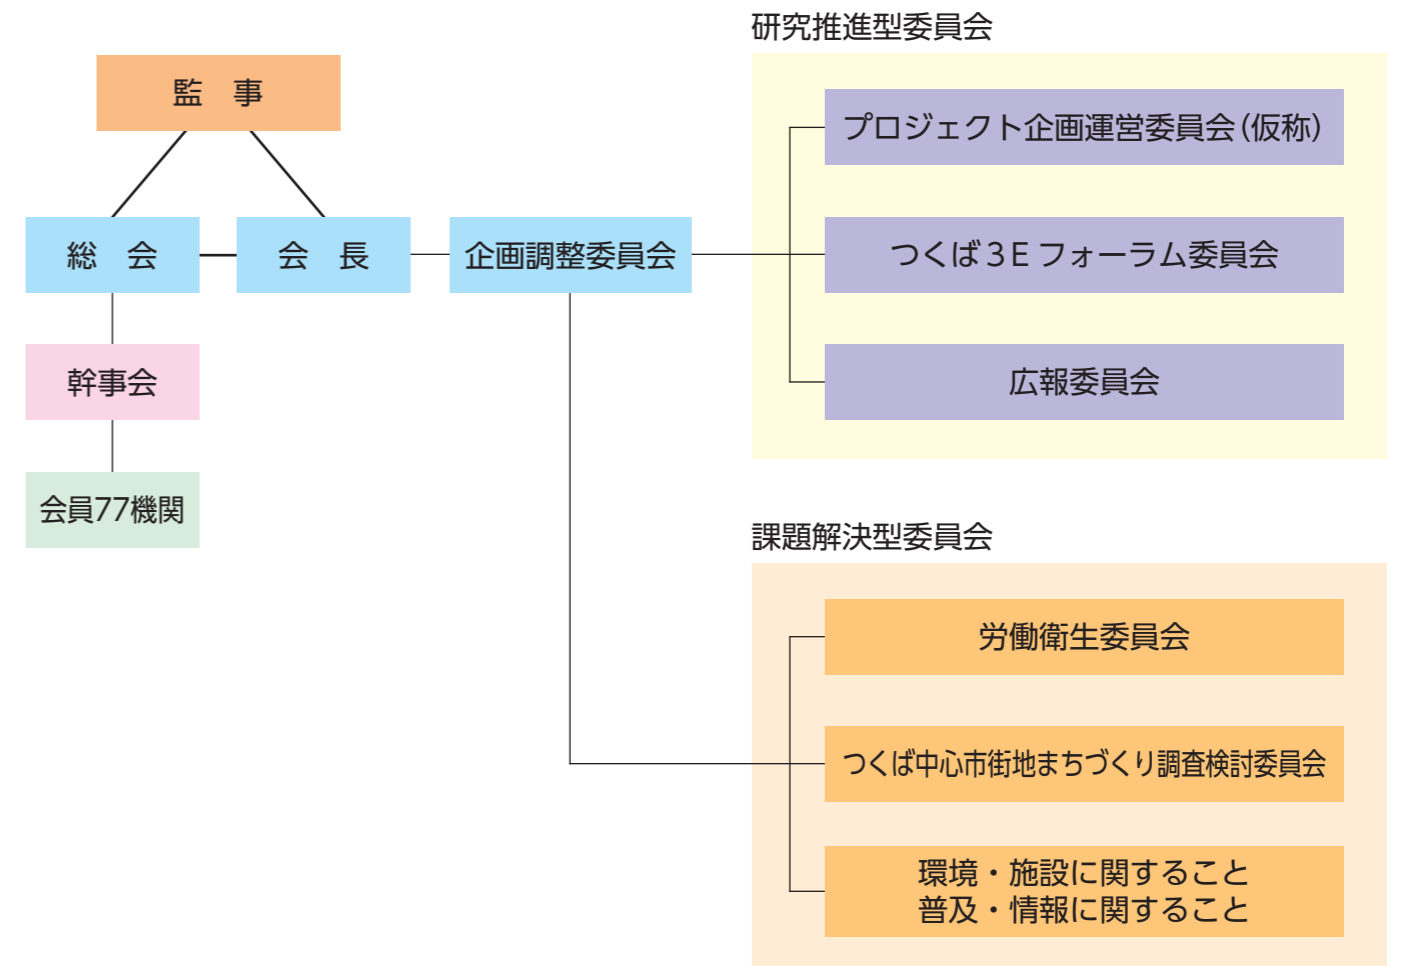 監　事
総　会
会　長
企画調整委員会
幹事会
会員77機関
研究推進型委員会
プロジェクト企画運営委員会(仮称)
つくば３Eフォーラム委員会
広報委員会
課題解決型委員会
労働衛生委員会
つくば中心市街地まちづくり調査検討委員会
環境・施設に関すること
普及・情報に関すること